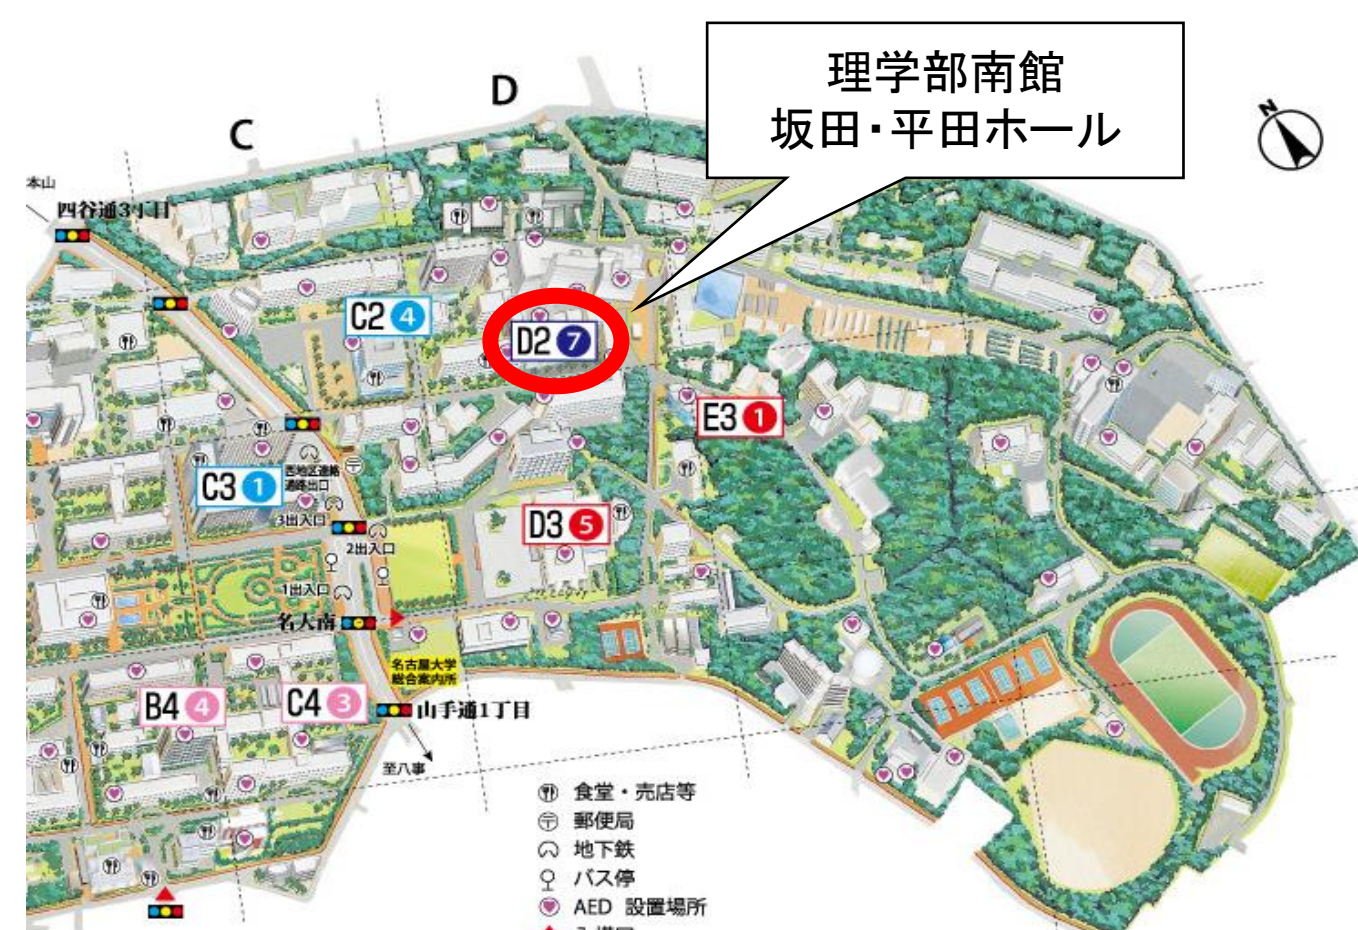 理学部南館
坂田・平田ホール
N
D
C
本山
四谷通3丁目
C2 4
D2 7
E3 1
C3 1
通路出口
3出入口
2出入口
D3 5
1出入口
名大南
名古屋大学
総合案内所
B4 4
C4 3
山手通1丁目
至八事
食堂・売店等
郵便局
地下鉄
バス停
AED 設置場所